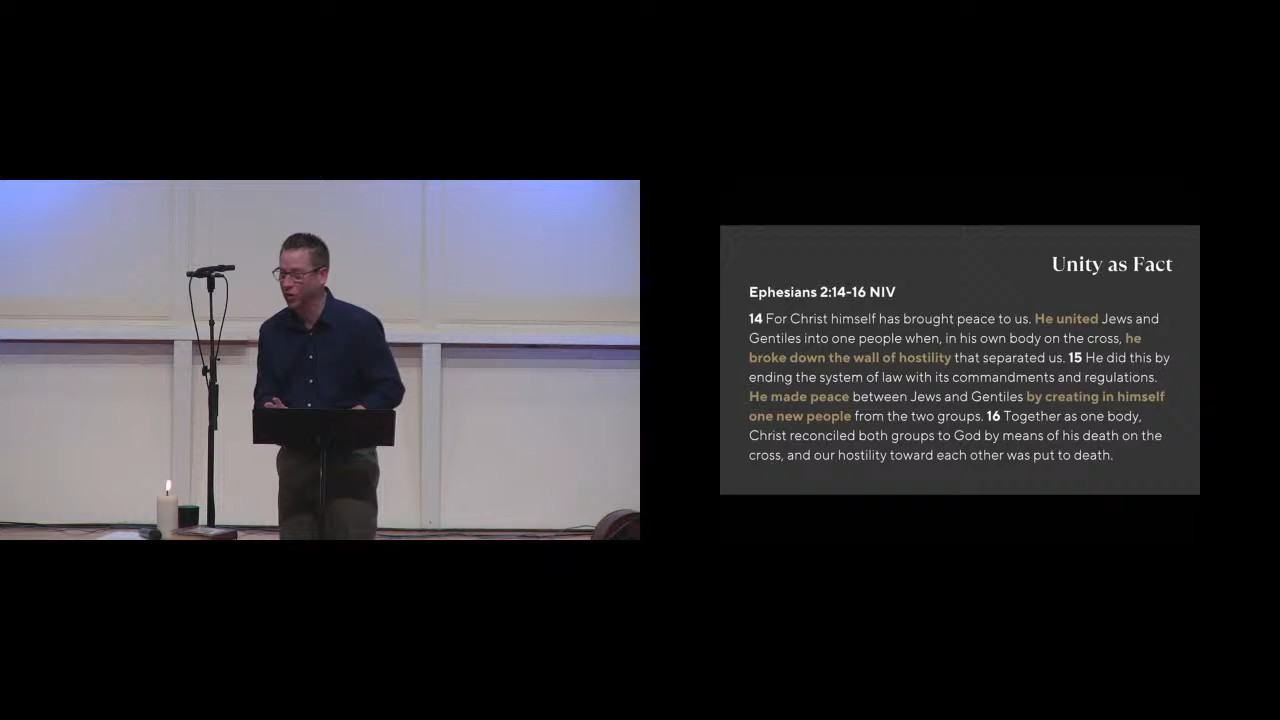 Unity as Fact
Ephesians 2:14-16 NIV
14 For Christ himself has brought peace to us. He united Jews and
Gentiles into one people when, in his own body on the cross, he
broke down the wall of hostility that separated us. 15 He did this by
ending the system of law with its commandments and regulations.
He made peace between Jews and Gentiles by creating in himself
one new people from the two groups. 16 Together as one body,
Christ reconciled both groups to God by means of his death on the
cross, and our hostility toward each other was put to death.